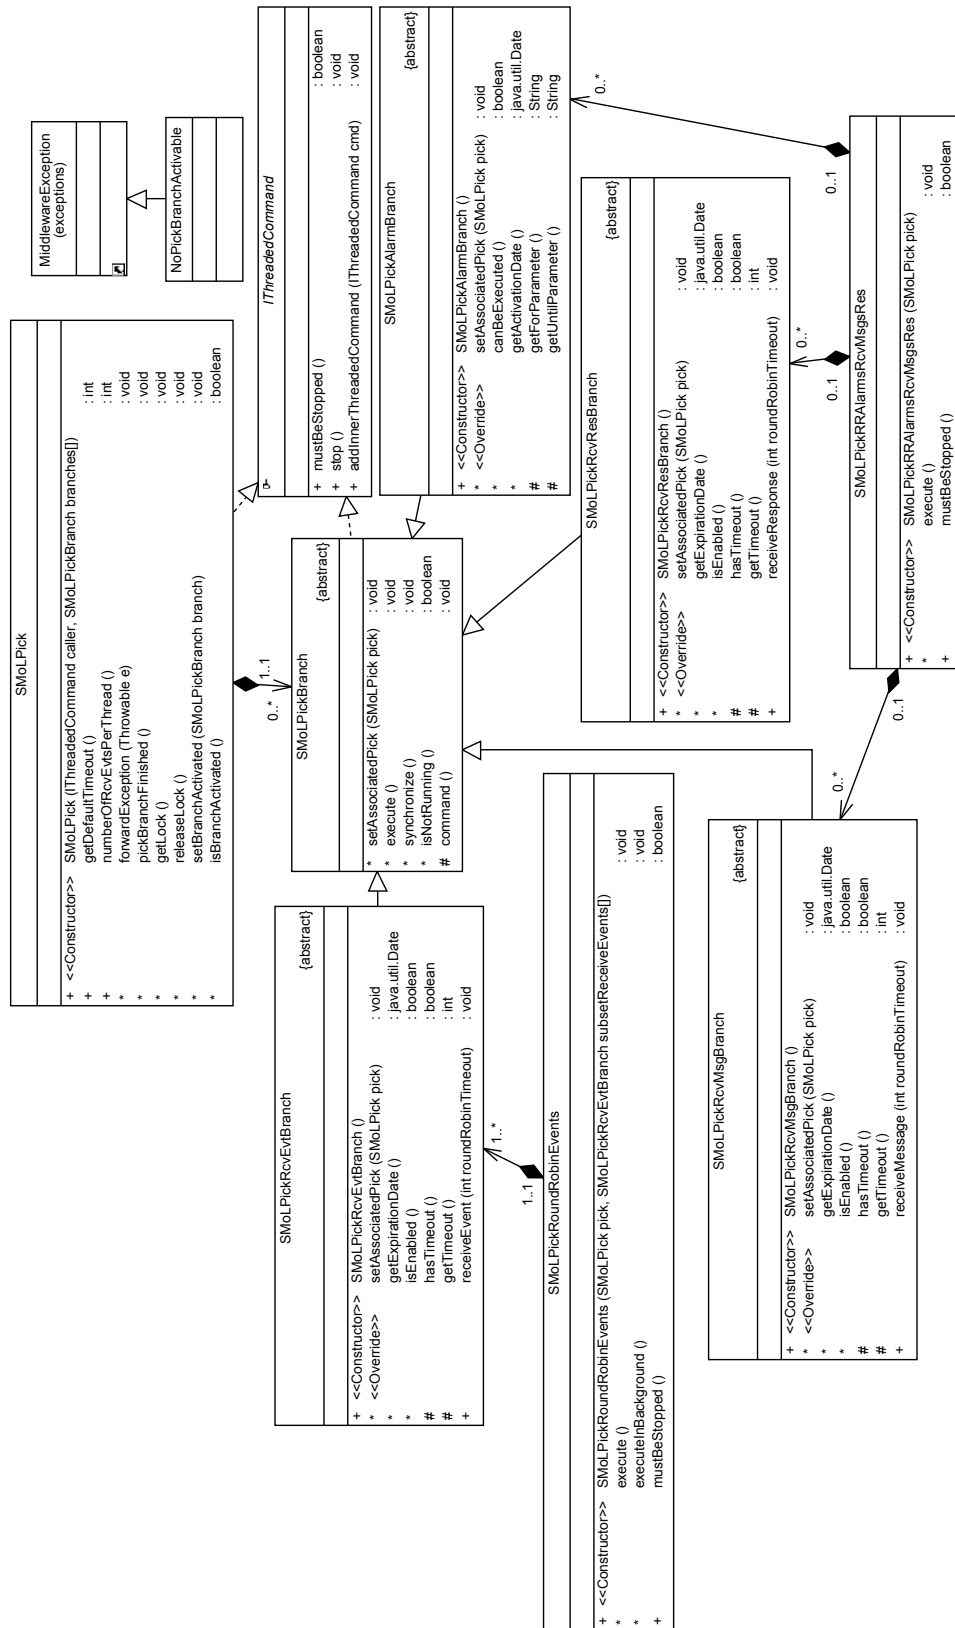 MiddlewareException
(exceptions)
NoPickBranchActivable
SMoLPick
+ <<Constructor>> SMoLPick (IThreadedCommand caller, SMoLPickBranch branches[])
+ getDefaultTimeout () : int
+ numberOfRcvEvtsPerThread () : int
* forwardException (Throwable e) : void
* pickBranchFinished () : void
* getLock () : void
* releaseLock () : void
* setBranchActivated (SMoLPickBranch branch) : void
* isBranchActivated () : boolean
IThreadedCommand
+ mustBeStopped () : boolean
+ stop () : void
+ addInnerThreadedCommand (IThreadedCommand cmd) : void
1..1
0..*
SMoLPickBranch
{abstract}
* setAssociatedPick (SMoLPick pick) : void
* execute () : void
* synchronize () : void
* isNotRunning () : boolean
# command () : void
SMoLPickAlarmBranch
{abstract}
+ <<Constructor>> SMoLPickAlarmBranch ()
* <<Override>> setAssociatedPick (SMoLPick pick) : void
* canBeExecuted () : boolean
* getActivationDate () : java.util.Date
# getForParameter () : String
# getUntilParameter () : String
SMoLPickRcvEvtBranch
{abstract}
+ <<Constructor>> SMoLPickRcvEvtBranch ()
* <<Override>> setAssociatedPick (SMoLPick pick) : void
* getExpirationDate () : java.util.Date
* isEnabled () : boolean
# hasTimeout () : boolean
# getTimeout () : int
+ receiveEvent (int roundRobinTimeout) : void
1..*
1..1
SMoLPickRoundRobinEvents
+ <<Constructor>> SMoLPickRoundRobinEvents (SMoLPick pick, SMoLPickRcvEvtBranch subsetReceiveEvents[])
* execute () : void
* executeInBackground () : void
+ mustBeStopped () : boolean
SMoLPickRcvResBranch
{abstract}
+ <<Constructor>> SMoLPickRcvResBranch ()
* <<Override>> setAssociatedPick (SMoLPick pick) : void
* getExpirationDate () : java.util.Date
* isEnabled () : boolean
# hasTimeout () : boolean
# getTimeout () : int
+ receiveResponse (int roundRobinTimeout) : void
SMoLPickRcvMsgBranch
{abstract}
+ <<Constructor>> SMoLPickRcvMsgBranch ()
* <<Override>> setAssociatedPick (SMoLPick pick) : void
* getExpirationDate () : java.util.Date
* isEnabled () : boolean
# hasTimeout () : boolean
# getTimeout () : int
+ receiveMessage (int roundRobinTimeout) : void
0..*
0..1
0..*
0..1
0..*
0..1
SMoLPickRRAlarmsRcvMsgsRes
+ <<Constructor>> SMoLPickRRAlarmsRcvMsgsRes (SMoLPick pick)
* execute () : void
+ mustBeStopped () : boolean